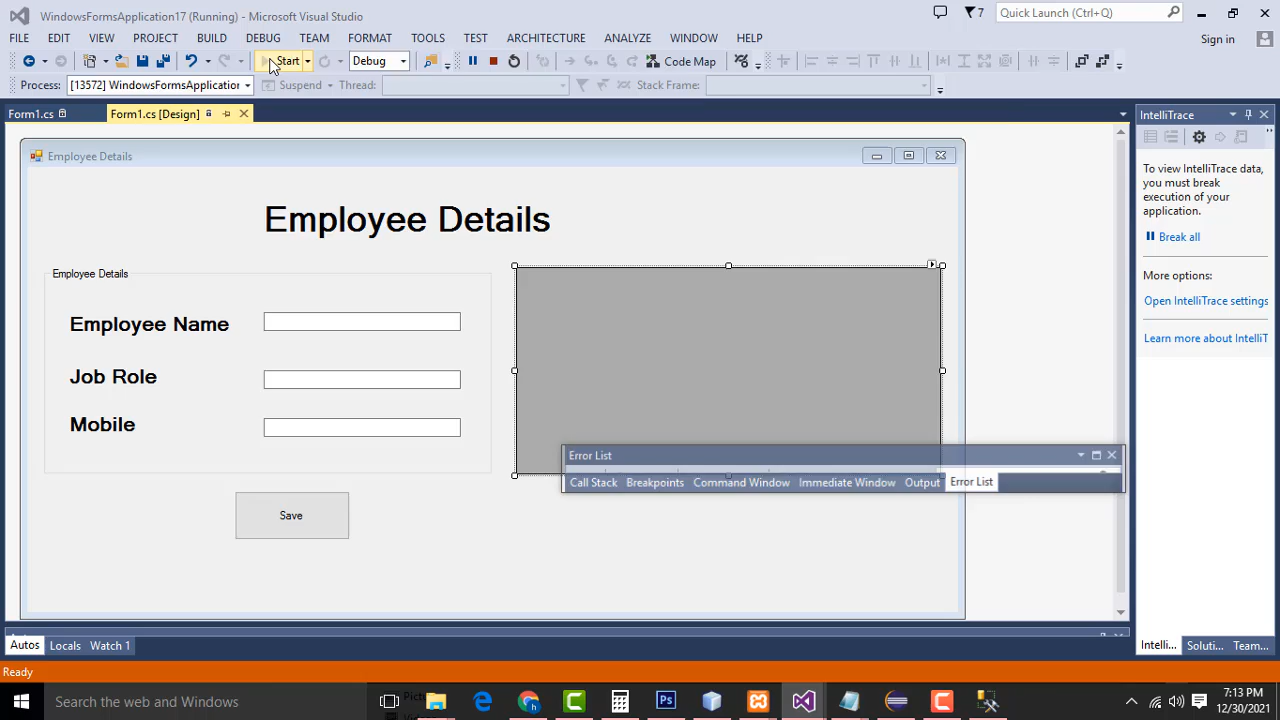 WindowsFormsApplication17 (Running) - Microsoft Visual Studio
7
Quick Launch (Ctrl+Q)
FILE EDIT VIEW PROJECT BUILD DEBUG TEAM FORMAT TOOLS TEST ARCHITECTURE ANALYZE WINDOW HELP
Sign in
Start Debug Code Map
Process: [13572] WindowsFormsApplication Suspend Thread: Stack Frame:
Form1.cs Form1.cs [Design]
IntelliTrace
Employee Details
Employee Details
Employee Details
Employee Name
Job Role
Mobile
Save
To view IntelliTrace data,
you must break
execution of your
application.
Break all
More options:
Open IntelliTrace settings
Learn more about IntelliT
Error List
Call Stack Breakpoints Command Window Immediate Window Output Error List
Autos Locals Watch 1
Intelli... Soluti... Team...
Ready
Search the web and Windows
Ps
7:13 PM
12/30/2021